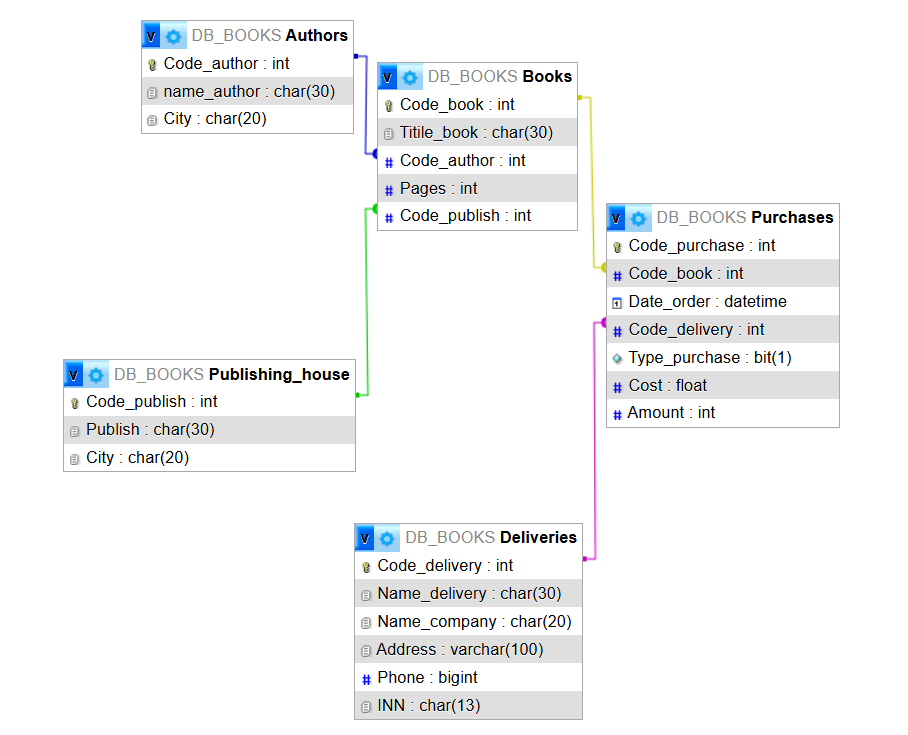 v DB_BOOKS Authors
Code_author : int
name_author : char(30)
City : char(20)
v DB_BOOKS Books
Code_book : int
Titile_book : char(30)
# Code_author : int
# Pages : int
# Code_publish : int
v DB_BOOKS Purchases
Code_purchase : int
# Code_book : int
1 Date_order : datetime
# Code_delivery : int
Type_purchase : bit(1)
# Cost : float
# Amount : int
v DB_BOOKS Publishing_house
Code_publish : int
Publish : char(30)
City : char(20)
v DB_BOOKS Deliveries
Code_delivery : int
Name_delivery : char(30)
Name_company : char(20)
Address : varchar(100)
# Phone : bigint
INN : char(13)